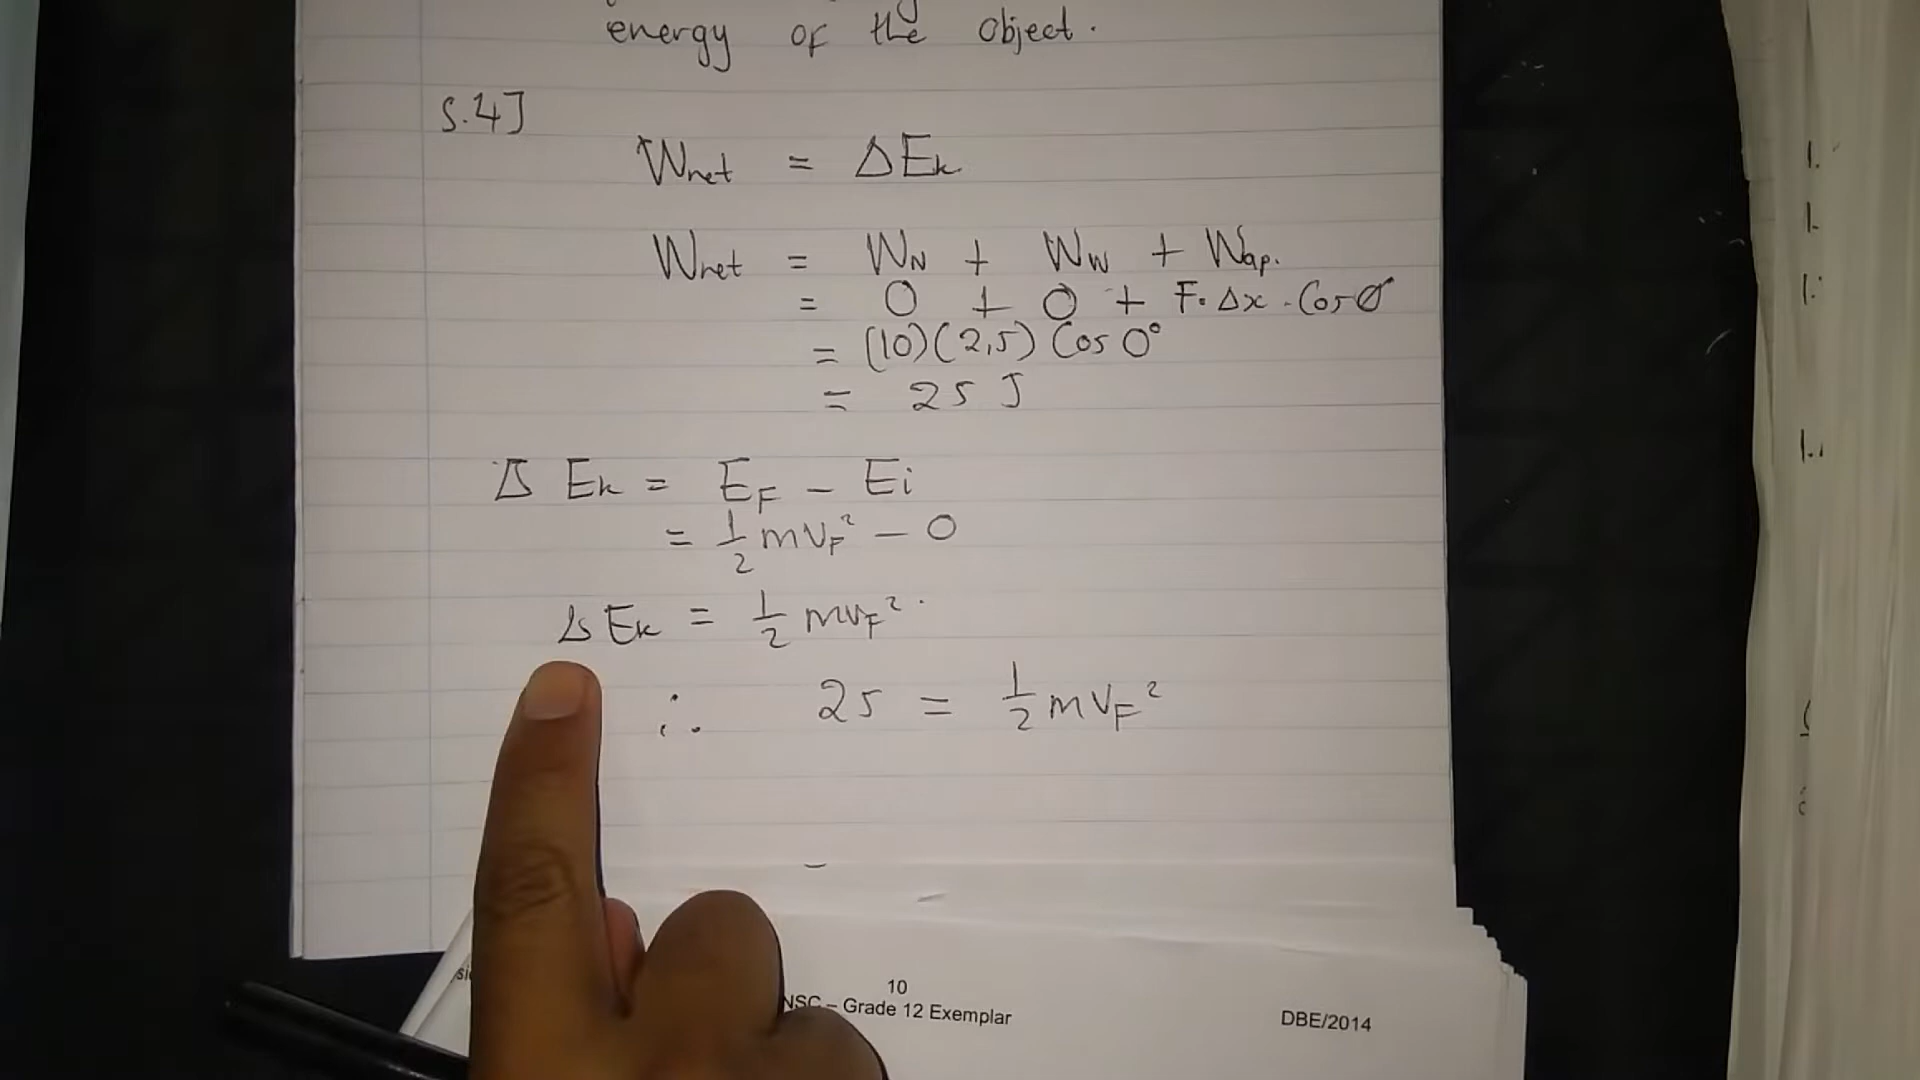 energy of the object.
5.4]
Wnet = ΔEk
Wnet = WN + Ww + Wap.
= 0 + 0 + F.Δx.Cosθ
= (10)(2,5) Cos 0°
= 25 J
Δ Ek = EF - Ei
= 1/2 mvF² - 0
Δ Ek = 1/2 mvF².
∴ 25 = 1/2 mvF²
10
NSC – Grade 12 Exemplar
DBE/2014